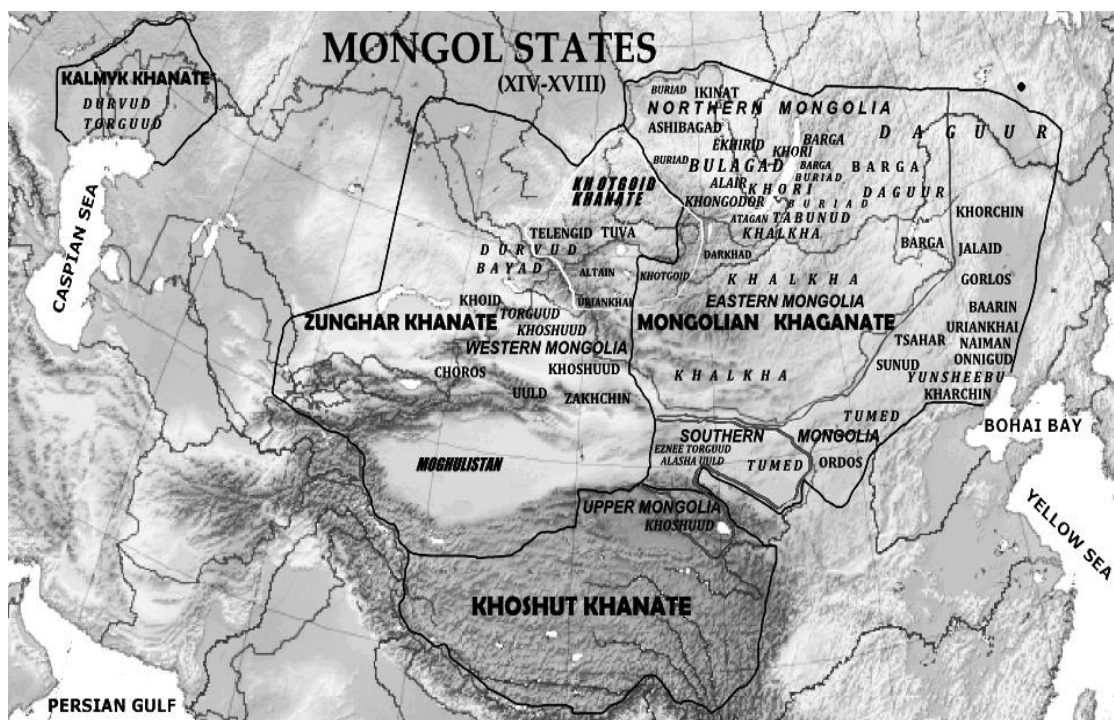 MONGOL STATES
(XIV-XVIII)
KALMYK KHANATE
DURVUD
TORGUUD
CASPIAN SEA
PERSIAN GULF
BURIAD IKINAT
NORTHERN MONGOLIA
ASHIBAGAD
EKHIRID
BARGA
KHORI
BURIAD
BULAGAD
BARGA
BURIAD
ALAIR
KHORI
KHONGODOR
BURIAD
ATAGAN TABUNUD
KHALKHA
DAGUUR
BARGA
DAGUUR
KHORCHIN
BARGA
JALAID
GORLOS
BAARIN
URIANKHAI
NAIMAN
ONNIGUD
TSAHAR
SUNUD
YUNSHEEBU
KHARCHIN
KHOTGOID
KHANATE
TELENGID TUVA
DURVUD
BAYAD
ALTAIN
URIANKHAI
KHOTGOID
DARKHAD
KHALKHA
EASTERN MONGOLIA
MONGOLIAN KHAGANATE
KHALKHA
KHOID
TORGUUD
ZUNGHAR KHANATE
KHOSHUUD
WESTERN MONGOLIA
CHOROS
KHOSHUUD
UULD
ZAKHCHIN
MOGHULISTAN
TUMED
SOUTHERN MONGOLIA
EZNEE TORGUUD
ALASHA UULD
TUMED
ORDOS
UPPER MONGOLIA
KHOSHUUD
KHOSHUT KHANATE
BOHAI BAY
YELLOW SEA